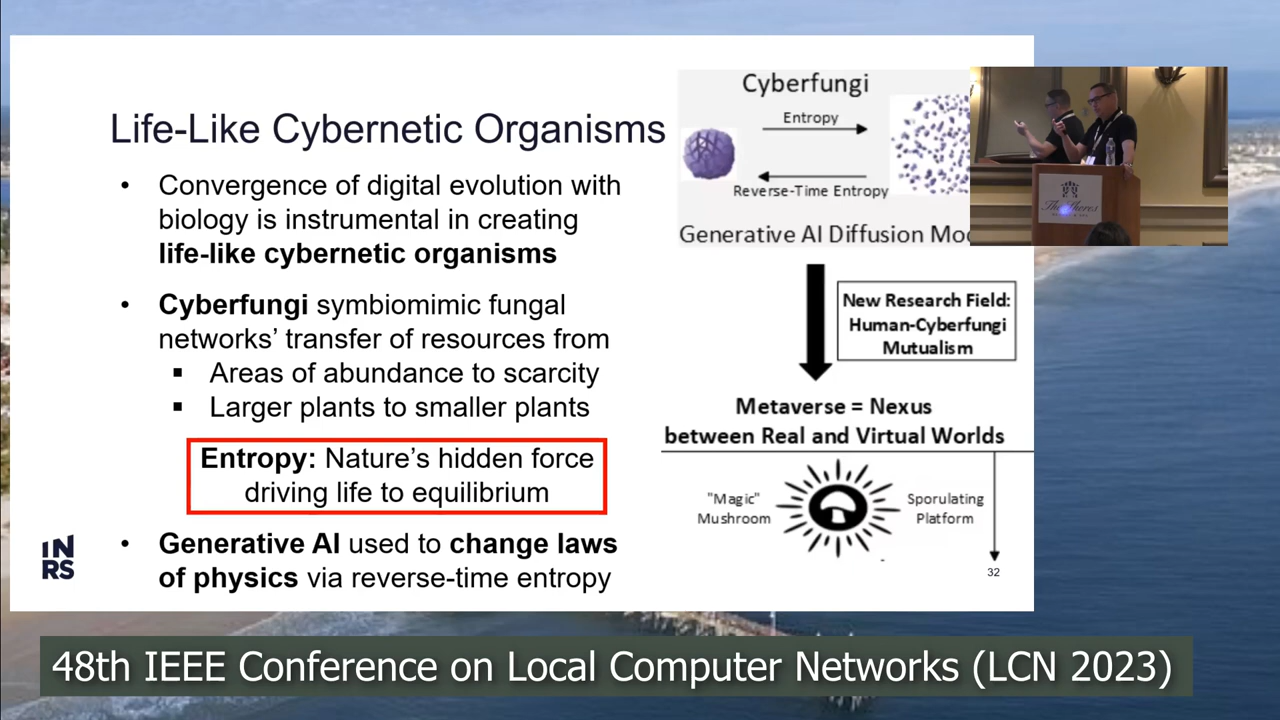 Life-Like Cybernetic Organisms
• Convergence of digital evolution with
biology is instrumental in creating
life-like cybernetic organisms
• Cyberfungi symbiomimic fungal
networks' transfer of resources from
▪ Areas of abundance to scarcity
▪ Larger plants to smaller plants
Entropy: Nature's hidden force
driving life to equilibrium
• Generative AI used to change laws
of physics via reverse-time entropy
IN
RS
Cyberfungi
Entropy
Reverse-Time Entropy
Generative AI Diffusion
New Research Field:
Human-Cyberfungi
Mutualism
Metaverse = Nexus
between Real and Virtual Worlds
"Magic"
Mushroom
Sporulating
Platform
32
48th IEEE Conference on Local Computer Networks (LCN 2023)